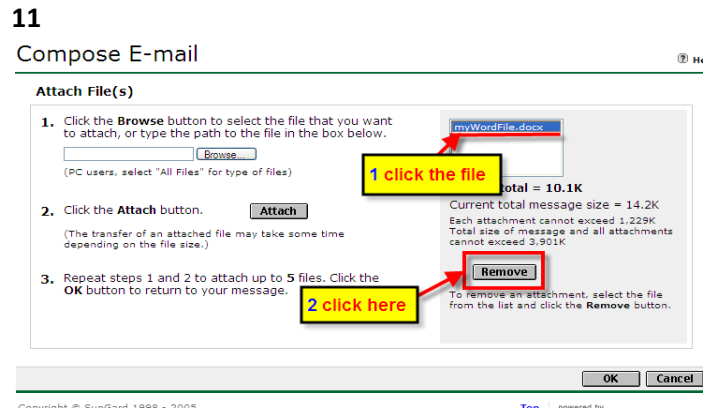 11
Compose E-mail
Attach File(s)
1. Click the Browse button to select the file that you want
to attach, or type the path to the file in the box below.
Browse...
(PC users, select "All Files" for type of files)
2. Click the Attach button. Attach
(The transfer of an attached file may take some time
depending on the file size.)
3. Repeat steps 1 and 2 to attach up to 5 files. Click the
OK button to return to your message.
myWordFile.docx
1 click the file
total = 10.1K
Current total message size = 14.2K
Each attachment cannot exceed 1,229K
Total size of message and all attachments
cannot exceed 3,901K
Remove
2 click here
To remove an attachment, select the file
from the list and click the Remove button.
OK Cancel
Copyright © SunGard 1998 - 2005.
Top powered by